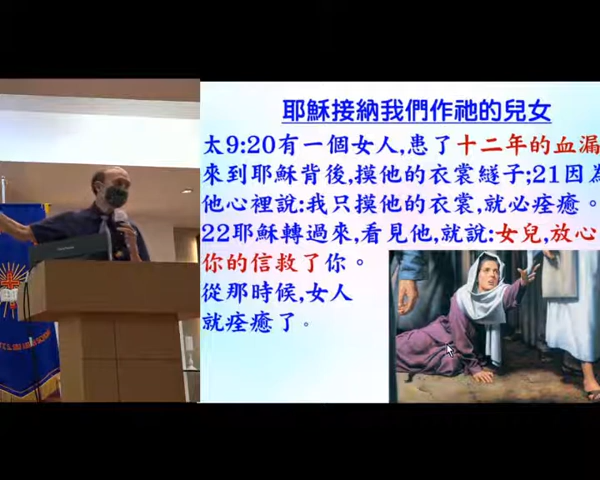 耶穌接納我們作祂的兒女
太9:20有一個女人,患了十二年的血漏
來到耶穌背後,摸他的衣裳繸子;21因為
他心裡說:我只摸他的衣裳,就必痊癒。
22耶穌轉過來,看見他,就說:女兒,放心
你的信救了你。
從那時候,女人
就痊癒了。